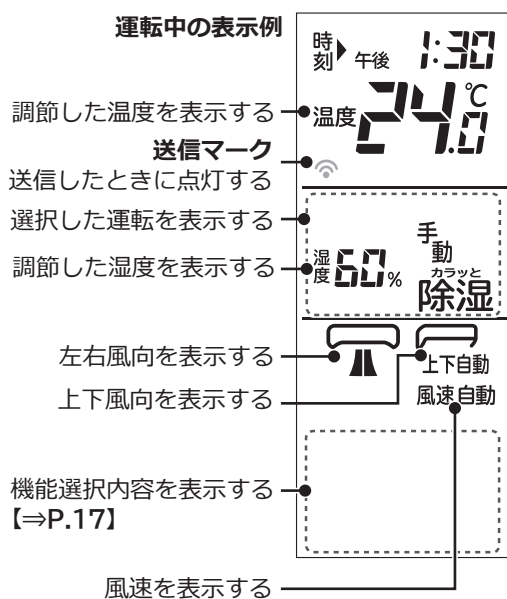 運転中の表示例
時刻 午後 1:30
調節した温度を表示する
温度 24.0℃
送信マーク
送信したときに点灯する
選択した運転を表示する
調節した湿度を表示する
湿度 60%
手動
カラッと
除湿
左右風向を表示する
上下自動
上下風向を表示する
風速自動
機能選択内容を表示する
【⇒P.17】
風速を表示する